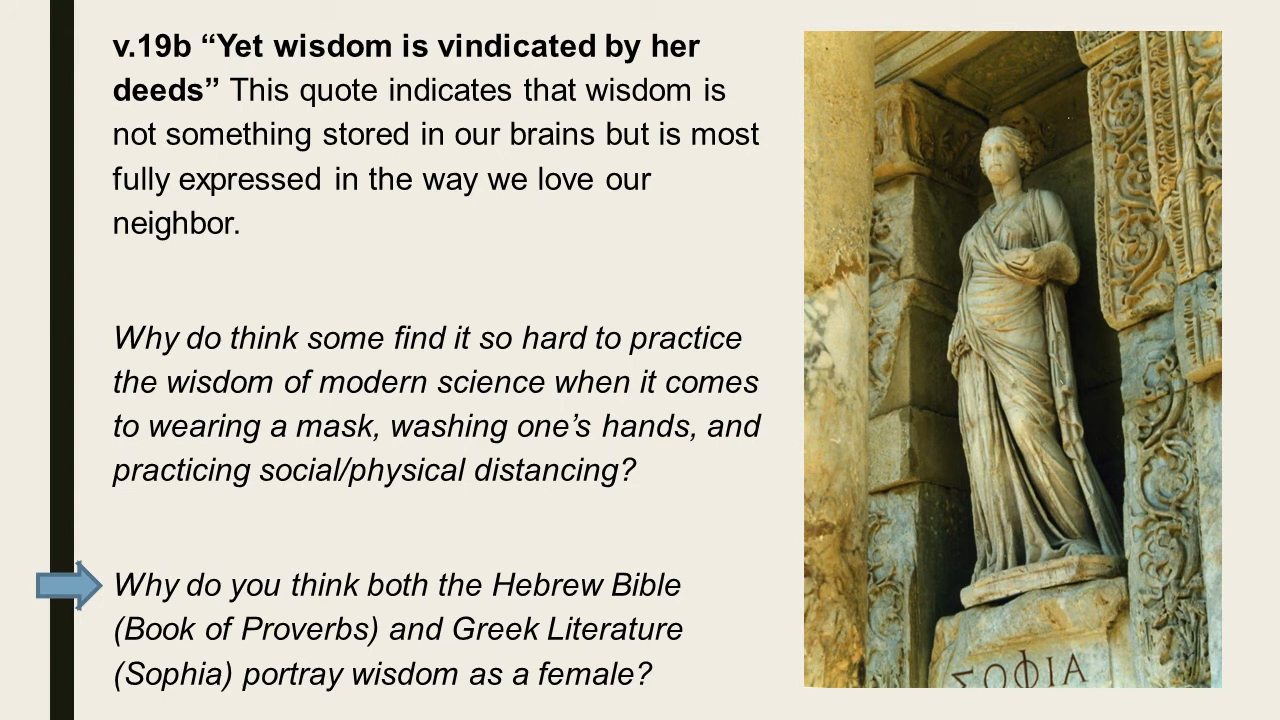 v.19b “Yet wisdom is vindicated by her
deeds” This quote indicates that wisdom is
not something stored in our brains but is most
fully expressed in the way we love our
neighbor.
Why do think some find it so hard to practice
the wisdom of modern science when it comes
to wearing a mask, washing one’s hands, and
practicing social/physical distancing?
Why do you think both the Hebrew Bible
(Book of Proverbs) and Greek Literature
(Sophia) portray wisdom as a female?
ΣΟΦΙΑ